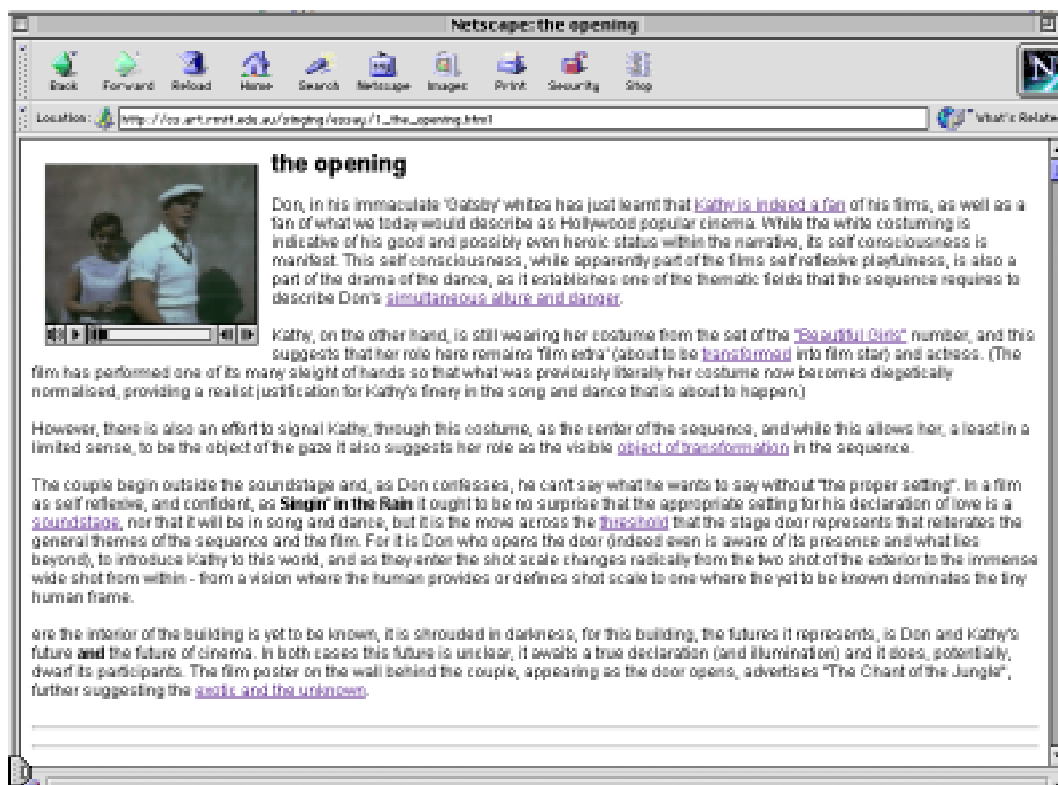 Netscape: the opening
Back Forward Reload Home Search Netscape Images Print Security Stop
Location: http://cs.art.rmit.edu.au/singing/essay/1_the_opening.html What's Relate
the opening
Don, in his immaculate 'Gatsby' whites has just learnt that Kathy is indeed a fan of his films, as well as a
fan of what we today would describe as Hollywood popular cinema. While the white costuming is
indicative of his good and possibly even heroic status within the narrative, its self consciousness is
manifest. This self consciousness, while apparently part of the films self reflexive playfulness, is also a
part of the drama of the dance, as it establishes one of the thematic fields that the sequence requires to
describe Don's simultaneous allure and danger.
Kathy, on the other hand, is still wearing her costume from the set of the "Beautiful Girls" number, and this
suggests that her role here remains 'film extra' (about to be transformed into film star) and actress. (The
film has performed one of its many sleight of hands so that what was previously literally her costume now becomes diegetically
normalised, providing a realist justification for Kathy's finery in the song and dance that is about to happen.)
However, there is also an effort to signal Kathy, through this costume, as the center of the sequence, and while this allows her, a least in a
limited sense, to be the object of the gaze it also suggests her role as the visible object of transformation in the sequence.
The couple begin outside the soundstage and, as Don confesses, he can't say what he wants to say without "the proper setting". In a film
as self reflexive, and confident, as Singin' in the Rain it ought to be no surprise that the appropriate setting for his declaration of love is a
soundstage, nor that it will be in song and dance, but it is the move across the threshold that the stage door represents that reiterates the
general themes of the sequence and the film. For it is Don who opens the door (indeed even is aware of its presence and what lies
beyond), to introduce Kathy to this world, and as they enter the shot scale changes radically from the two shot of the exterior to the immense
wide shot from within - from a vision where the human provides or defines shot scale to one where the yet to be known dominates the tiny
human frame.
ere the interior of the building is yet to be known, it is shrouded in darkness, for this building, the futures it represents, is Don and Kathy's
future and the future of cinema. In both cases this future is unclear, it awaits a true declaration (and illumination) and it does, potentially,
dwarf its participants. The film poster on the wall behind the couple, appearing as the door opens, advertises "The Chant of the Jungle",
further suggesting the exotic and the unknown.